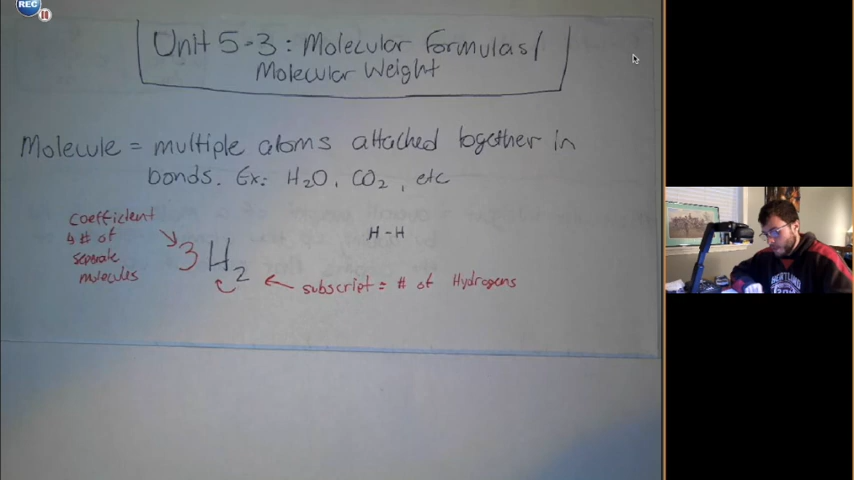 REC
Unit 5-3: Molecular Formulas/
Molecular Weight
Molecule = multiple atoms attached together in
bonds. Ex: H₂O, CO₂, etc
coefficient
↳ # of
separate
molecules
H-H
3H₂
subscript = # of Hydrogens